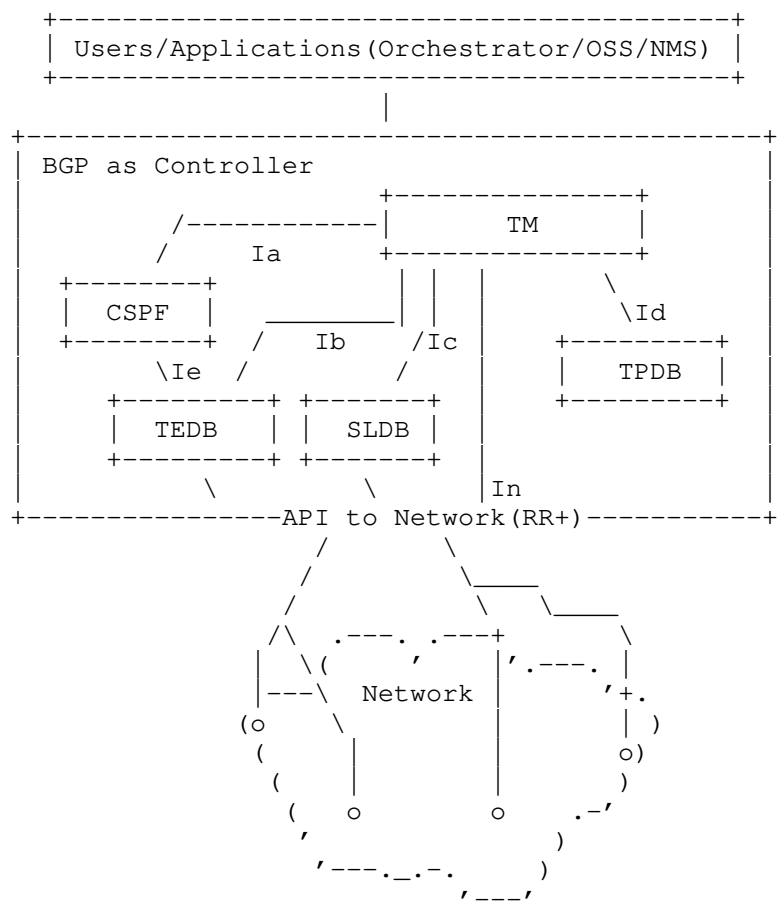 Users/Applications(Orchestrator/OSS/NMS)
BGP as Controller
TM
Ia
CSPF
Id
Ib
Ic
Ie
TPDB
TEDB
SLDB
In
API to Network(RR+)
Network